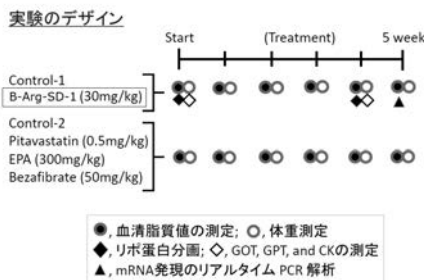 実験のデザイン
Start (Treatment) 5 week
Control-1
B-Arg-SD-1 (30mg/kg)
Control-2
Pitavastatin (0.5mg/kg)
EPA (300mg/kg)
Bezafibrate (50mg/kg)
●, 血清脂質値の測定; ○, 体重測定
◆, リポ蛋白分画; ◇, GOT, GPT, and CKの測定
▲, mRNA発現のリアルタイム PCR 解析